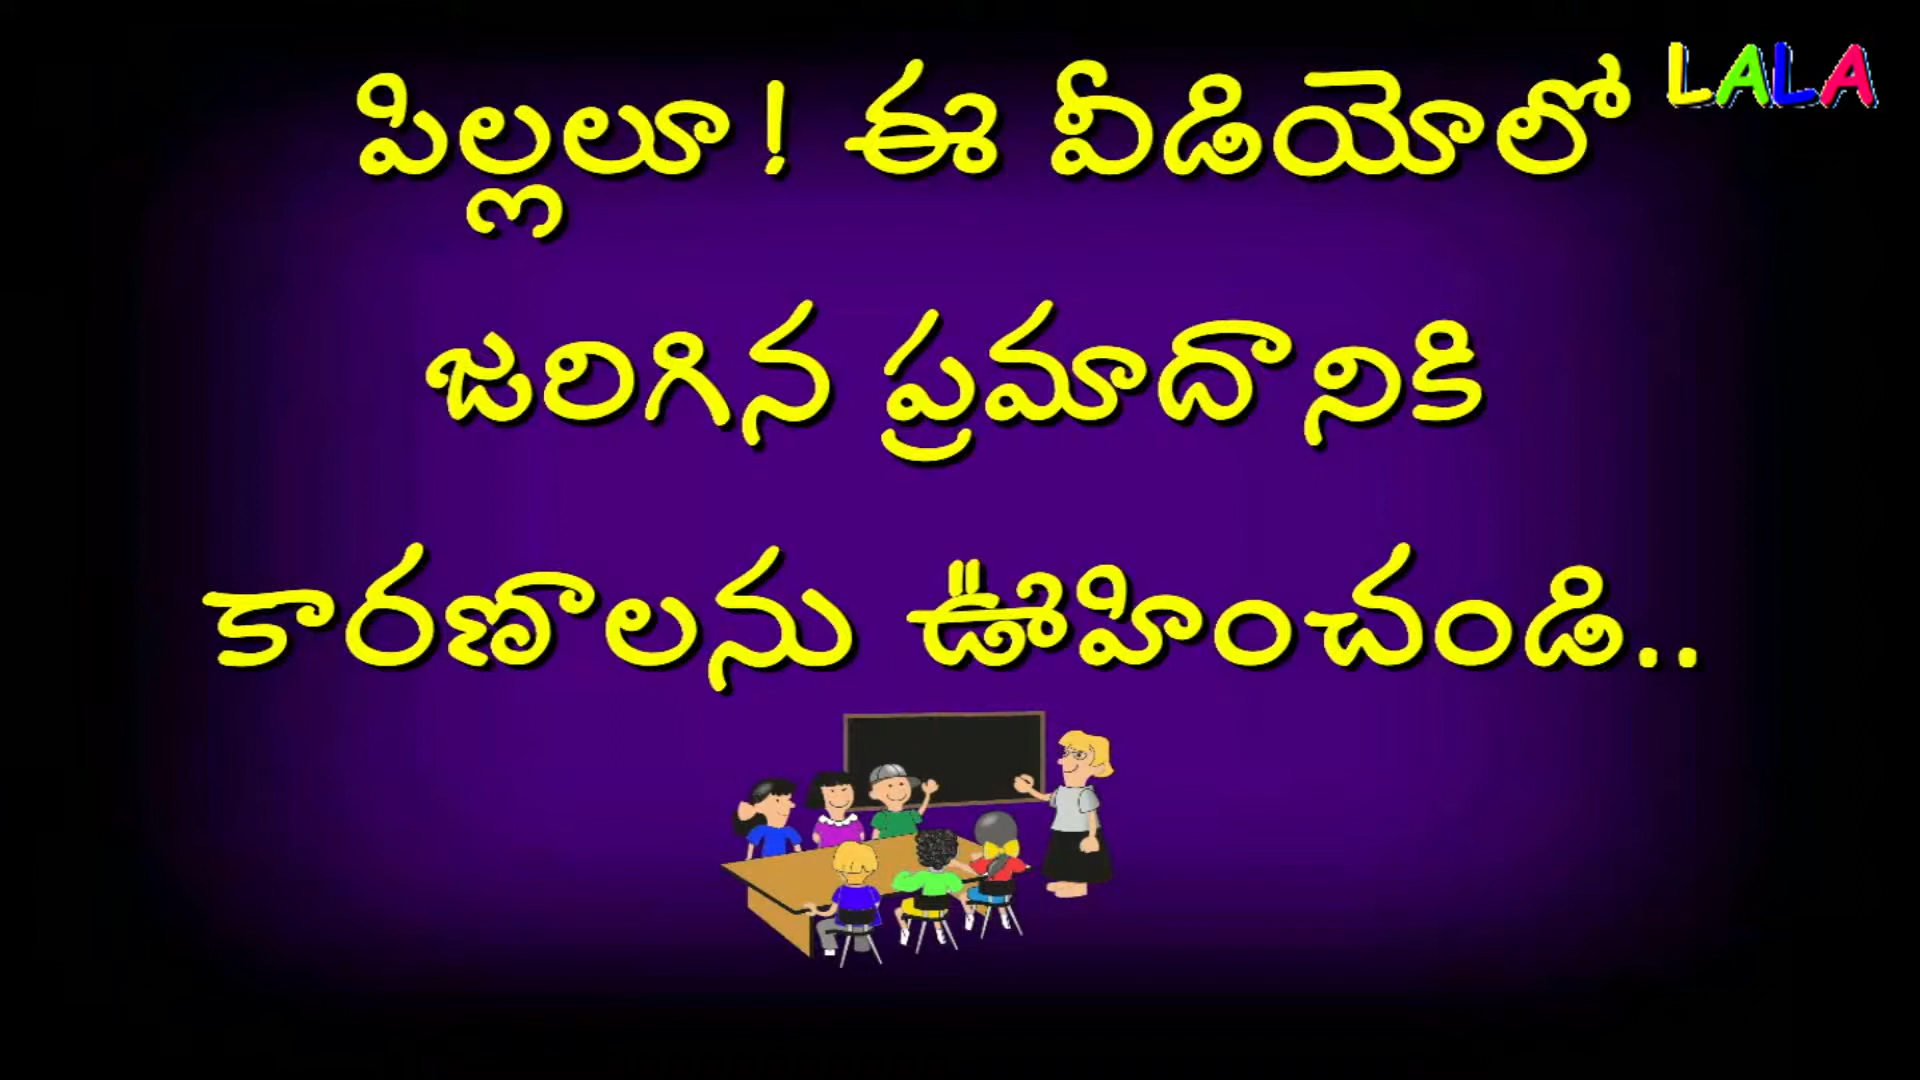 LALA
పిల్లలూ! ఈ వీడియోలో
జరిగిన ప్రమాదానికి
కారణాలను ఊహించండి..